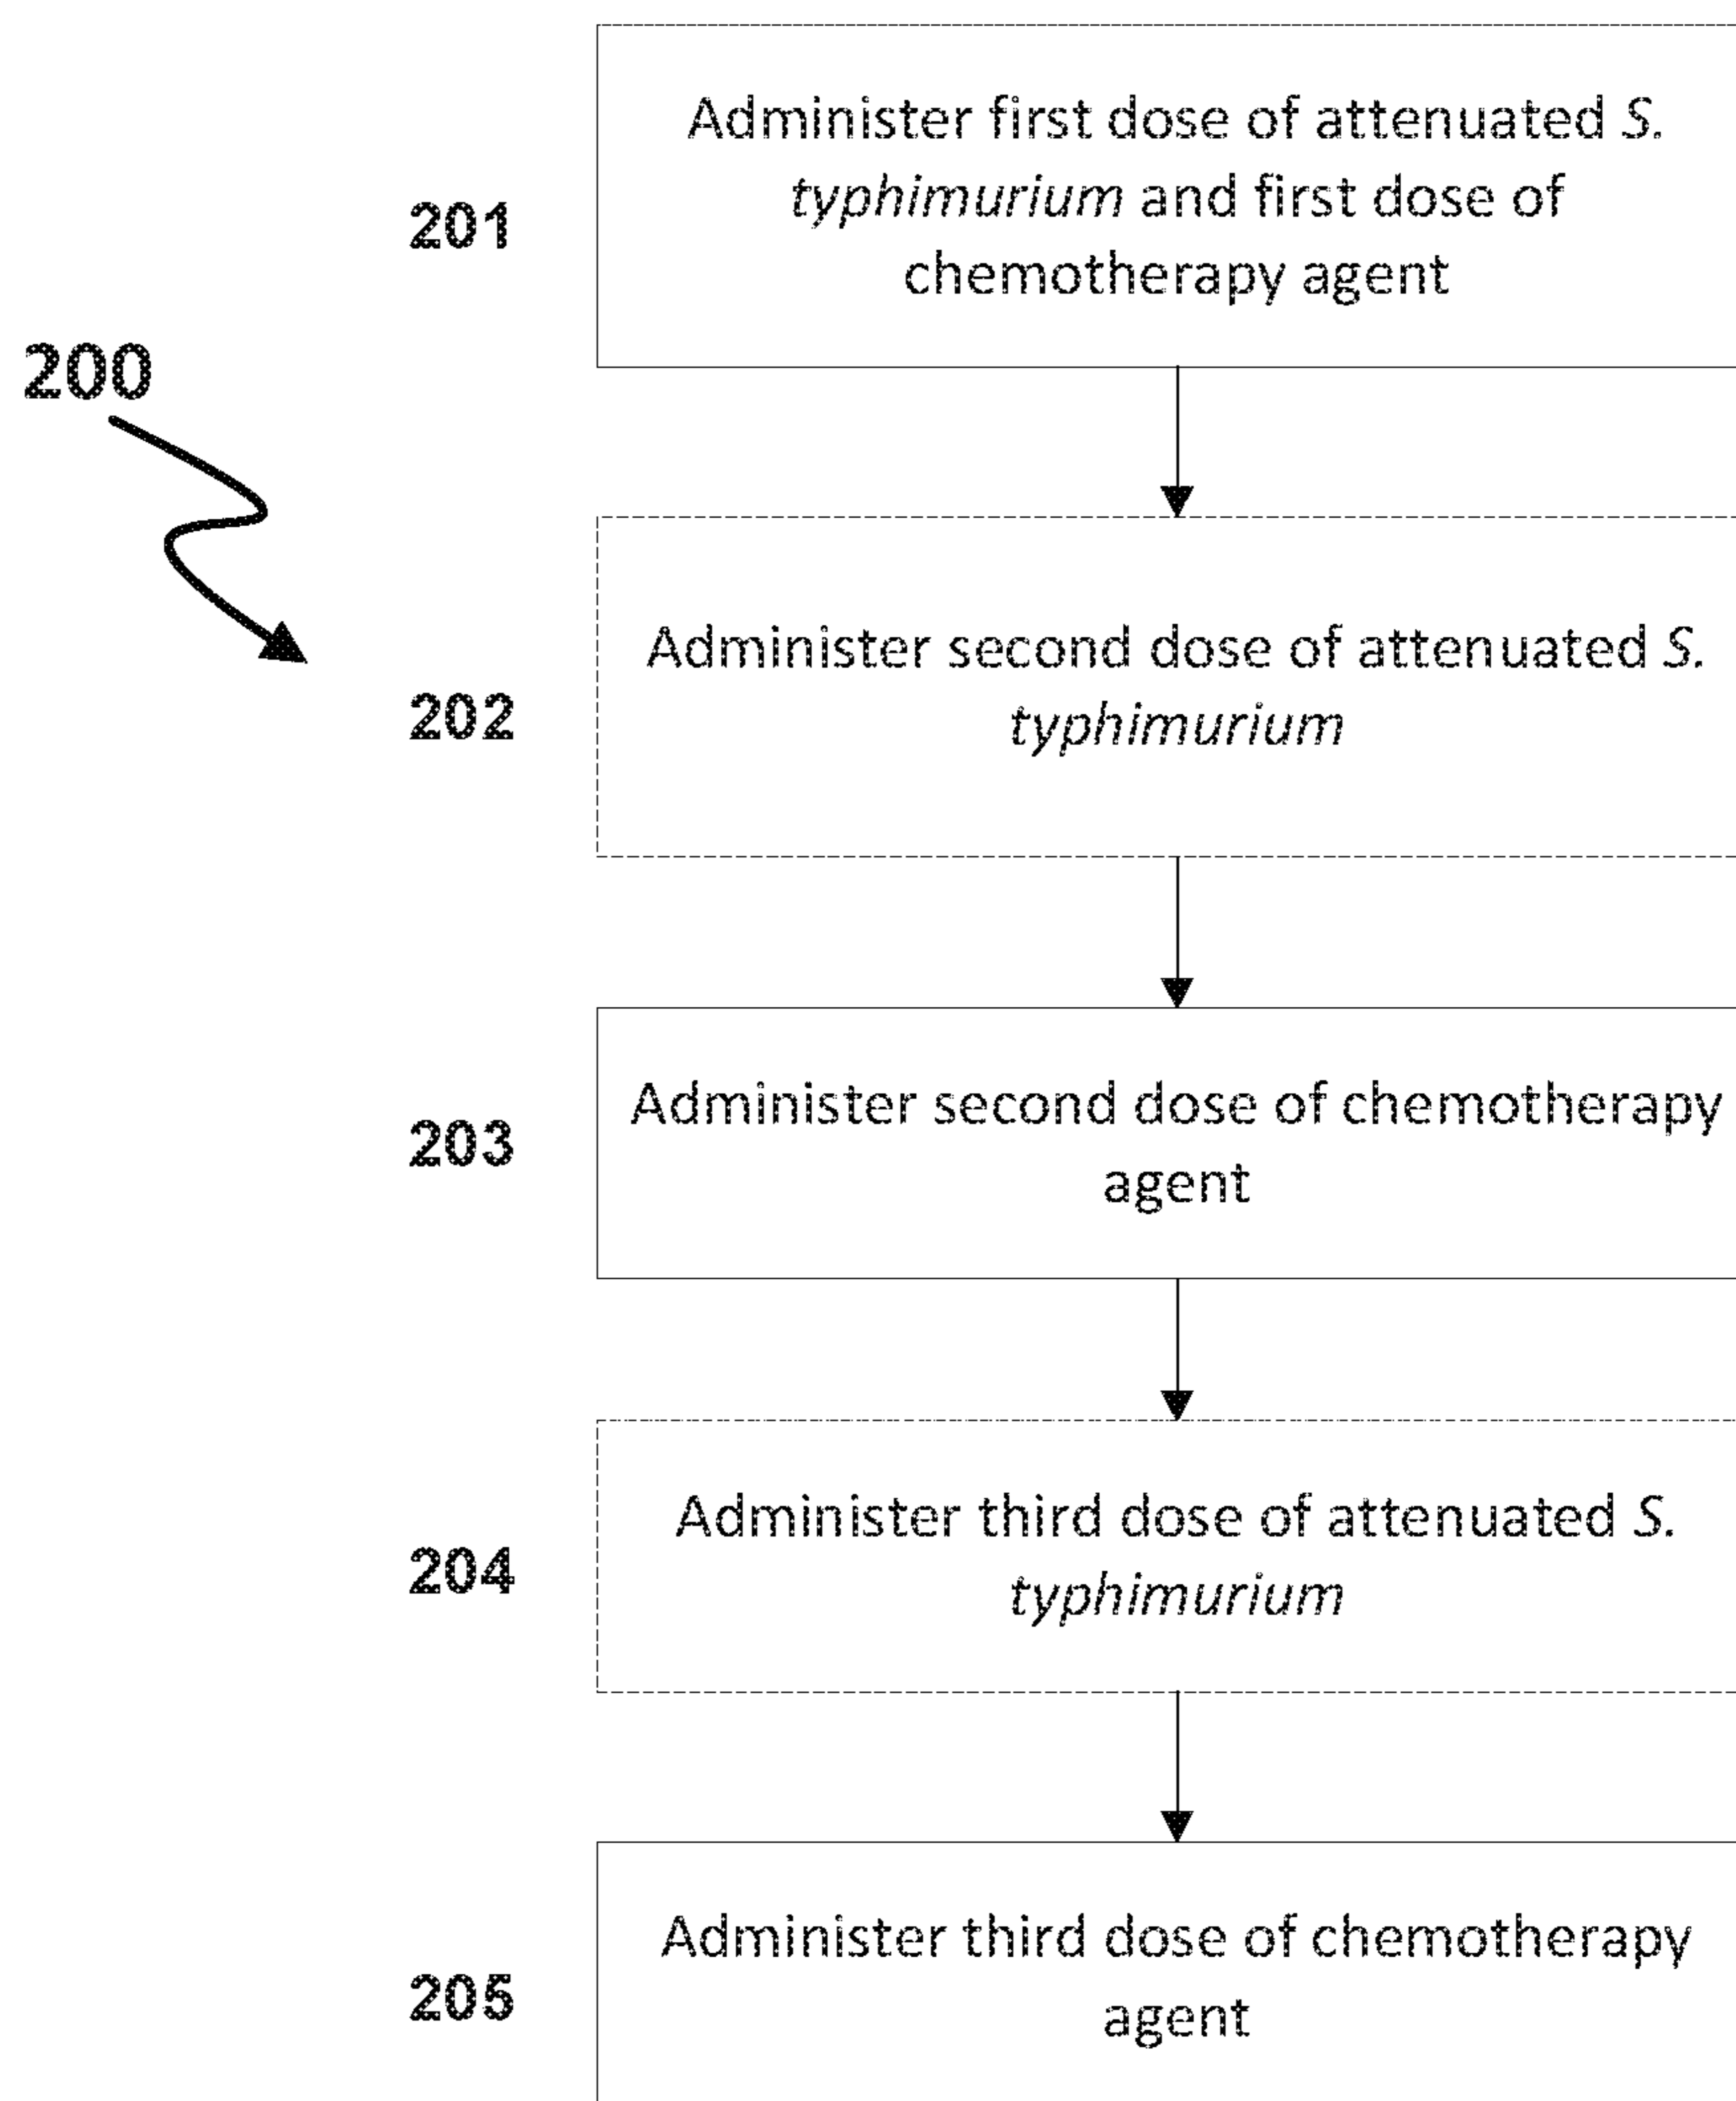 201
Administer first dose of attenuated S.
typhimurium and first dose of
chemotherapy agent
200
202
Administer second dose of attenuated S.
typhimurium
203
Administer second dose of chemotherapy
agent
204
Administer third dose of attenuated S.
typhimurium
205
Administer third dose of chemotherapy
agent